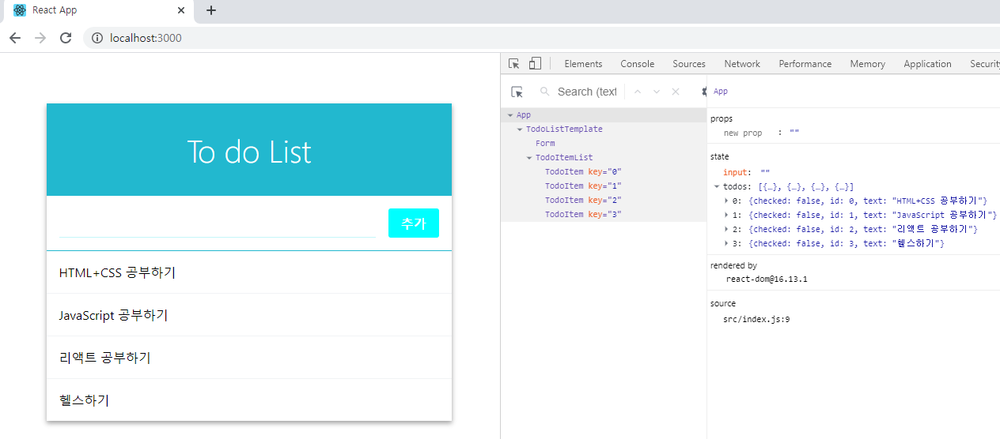 React App
localhost:3000
To do List
추가
HTML+CSS 공부하기
JavaScript 공부하기
리액트 공부하기
헬스하기
Elements Console Sources Network Performance Memory Application Securit
Search (text
App
TodoListTemplate
Form
TodoItemList
TodoItem key="0"
TodoItem key="1"
TodoItem key="2"
TodoItem key="3"
App
props
new prop : ""
state
input: ""
todos: [{…}, {…}, {…}, {…}]
0: {checked: false, id: 0, text: "HTML+CSS 공부하기"}
1: {checked: false, id: 1, text: "JavaScript 공부하기"}
2: {checked: false, id: 2, text: "리액트 공부하기"}
3: {checked: false, id: 3, text: "헬스하기"}
rendered by
react-dom@16.13.1
source
src/index.js:9